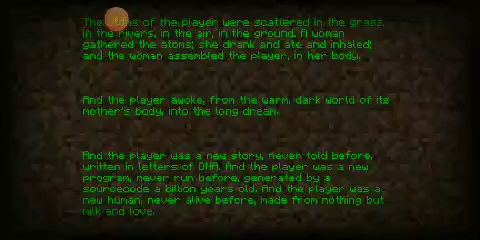 The atoms of the player were scattered in the grass,
in the rivers, in the air, in the ground. A woman
gathered the atoms; she drank and ate and inhaled;
and the woman assembled the player, in her body.
And the player awoke, from the warm, dark world of its
mother's body, into the long dream.
And the player was a new story, never told before,
written in letters of DNA. And the player was a new
program, never run before, generated by a
sourcecode a billion years old. And the player was a
new human, never alive before, made from nothing but
milk and love.